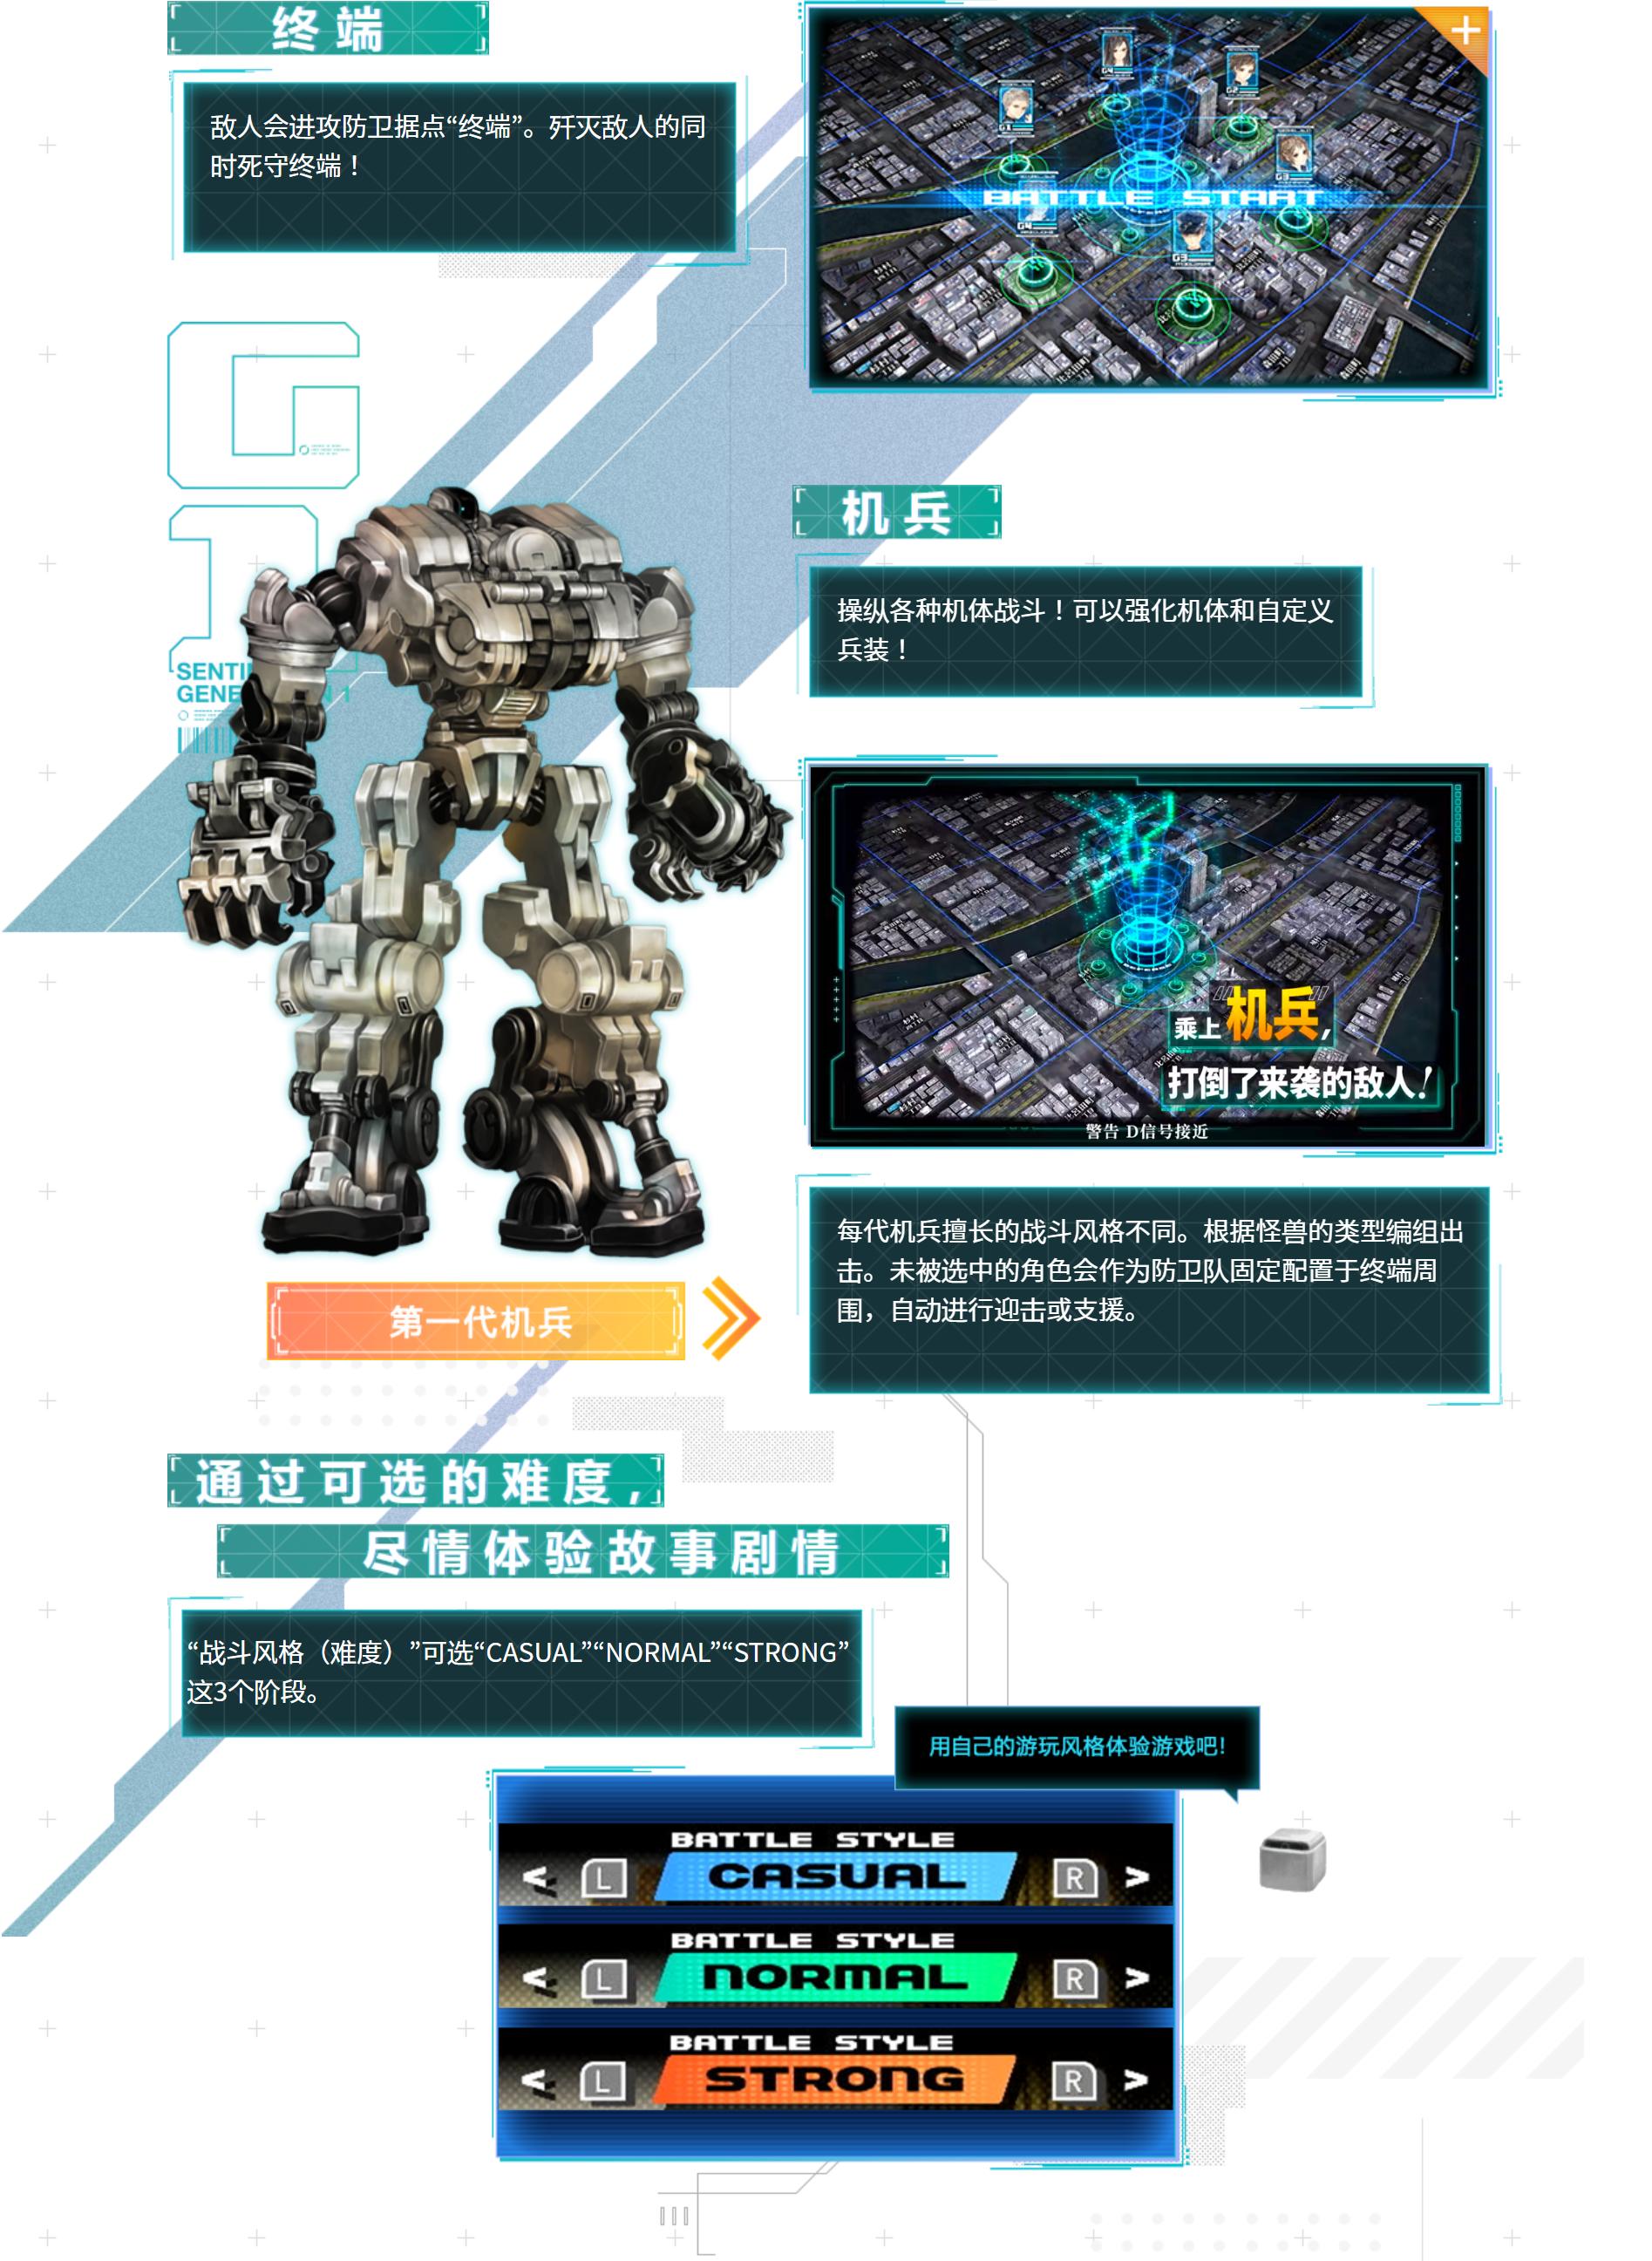 终端
敌人会进攻防卫据点“终端”。歼灭敌人的同
时死守终端！
G4
G2
G1
G3
BATTLE START
G4
G3
机兵
操纵各种机体战斗！可以强化机体和自定义
兵装！
G1
乘上“机兵”,
打倒了来袭的敌人!
警告 D信号接近
每代机兵擅长的战斗风格不同。根据怪兽的类型编组出
击。未被选中的角色会作为防卫队固定配置于终端周
围，自动进行迎击或支援。
第一代机兵
通过可选的难度,
尽情体验故事剧情
“战斗风格（难度）”可选“CASUAL”“NORMAL”“STRONG”
这3个阶段。
用自己的游玩风格体验游戏吧!
BATTLE STYLE
< L CASUAL R >
BATTLE STYLE
< L NORMAL R >
BATTLE STYLE
< L STRONG R >